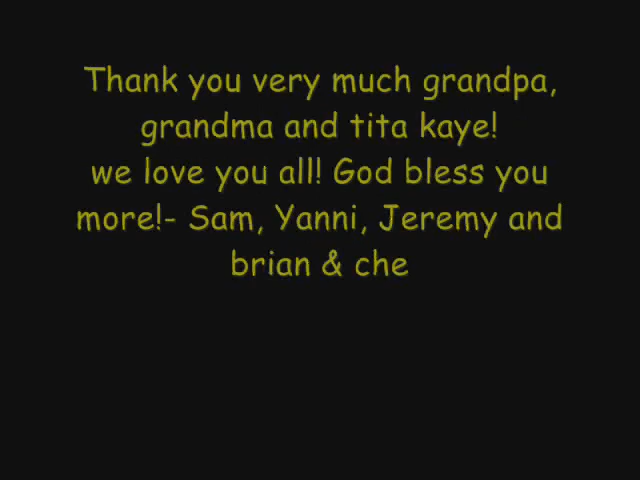 Thank you very much grandpa,
grandma and tita kaye!
we love you all! God bless you
more!- Sam, Yanni, Jeremy and
brian & che